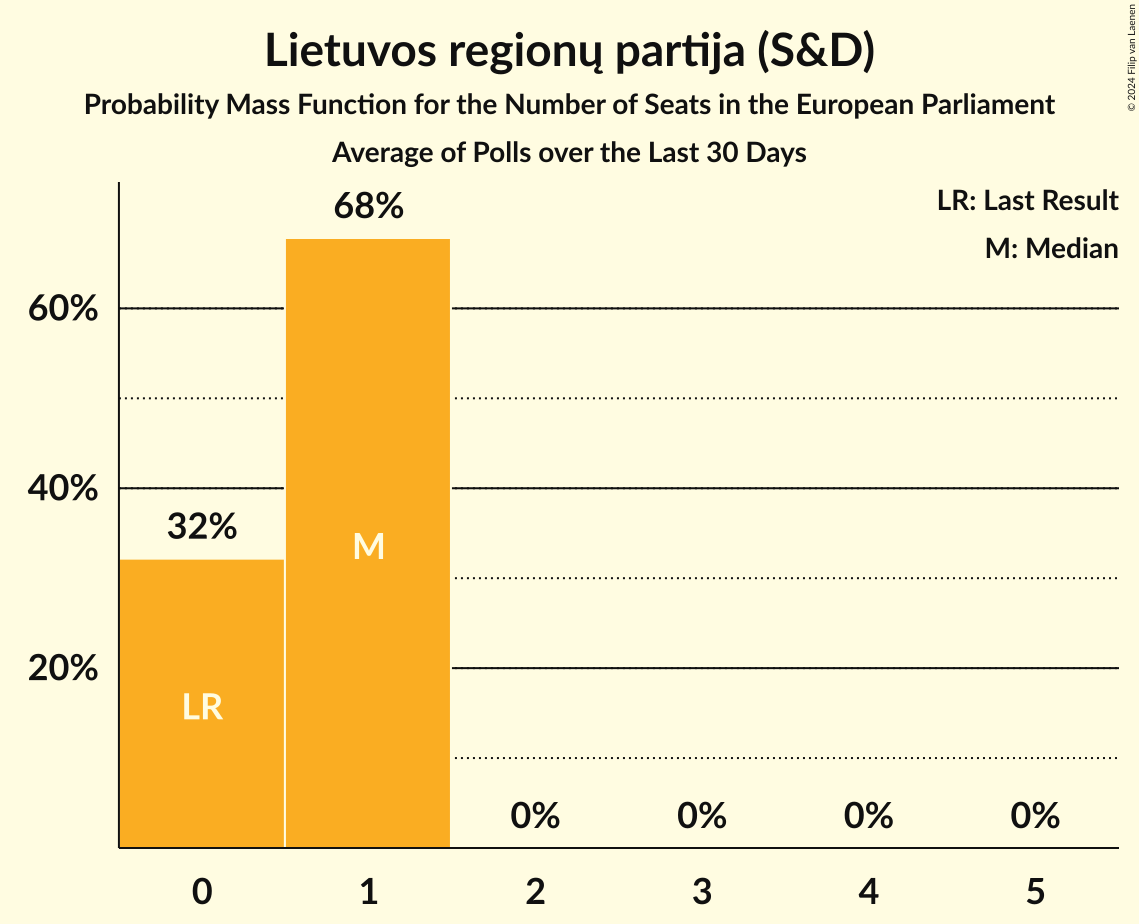 Lietuvos regionų partija (S&D)
Probability Mass Function for the Number of Seats in the European Parliament
Average of Polls over the Last 30 Days
© 2024 Filip van Laenen
LR: Last Result
M: Median
68%
60%
40%
32%
M
20%
LR
0% 0% 0% 0%
0 1 2 3 4 5